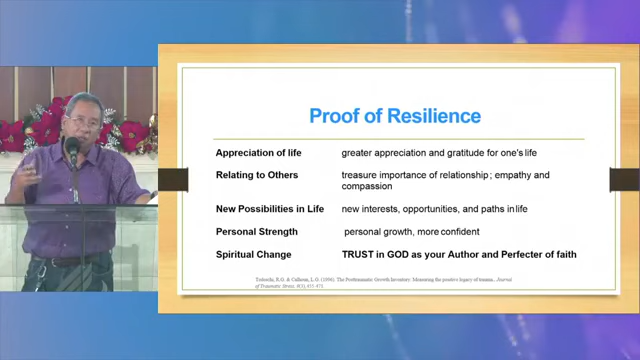 Proof of Resilience
Appreciation of life greater appreciation and gratitude for one's life
Relating to Others treasure importance of relationship; empathy and
compassion
New Possibilities in Life new interests, opportunities, and paths in life
Personal Strength personal growth, more confident
Spiritual Change TRUST in GOD as your Author and Perfecter of faith
Tedeschi, R.G. & Calhoun, L.G. (1996). The Posttraumatic Growth Inventory: Measuring the positive legacy of trauma. Journal
of Traumatic Stress. 9(3), 455-471.